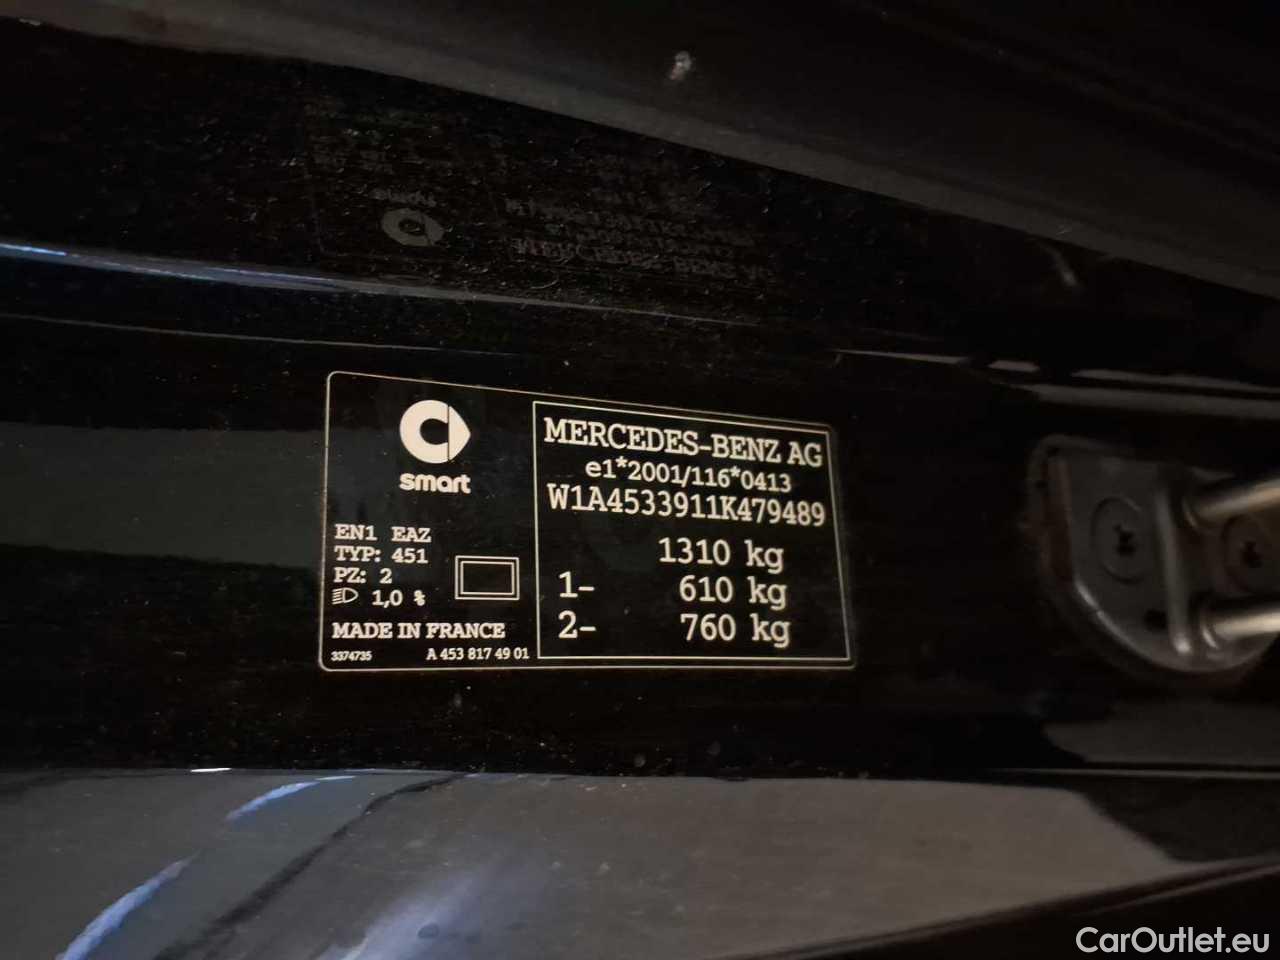 smart
EN1 EAZ
TYP: 451
PZ: 2
1,0 %
MADE IN FRANCE
3374735 A 453 817 49 01
MERCEDES-BENZ AG
e1*2001/116*0413
W1A4533911K479489
1310 kg
1- 610 kg
2- 760 kg
CarOutlet.eu